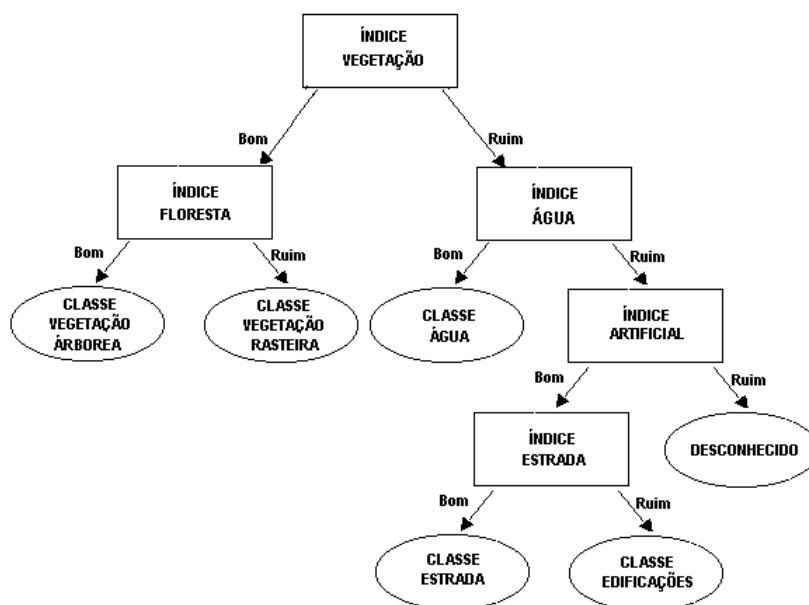 ÍNDICE
VEGETAÇÃO
Bom
Ruim
ÍNDICE
FLORESTA
ÍNDICE
ÁGUA
Bom
Ruim
Bom
Ruim
CLASSE
VEGETAÇÃO
ÁRBOREA
CLASSE
VEGETAÇÃO
RASTEIRA
CLASSE
ÁGUA
ÍNDICE
ARTIFICIAL
Bom
Ruim
ÍNDICE
ESTRADA
DESCONHECIDO
Bom
Ruim
CLASSE
ESTRADA
CLASSE
EDIFICAÇÕES